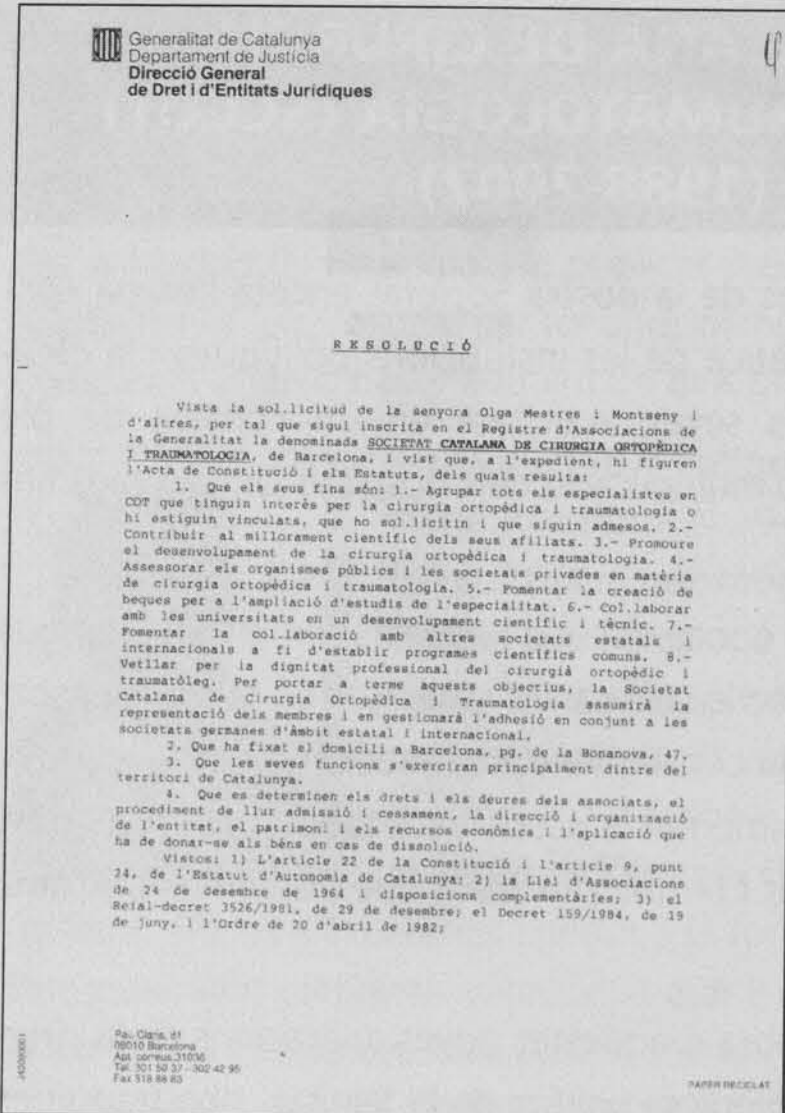 Generalitat de Catalunya
Departament de Justícia
Direcció General
de Dret i d'Entitats Jurídiques
RESOLUCIÓ
Vista la sol.licitud de la senyora Olga Mestres i Montseny i
d'altres, per tal que sigui inscrita en el Registre d'Associacions de
la Generalitat la denominada SOCIETAT CATALANA DE CIRURGIA ORTOPÈDICA
I TRAUMATOLOGIA, de Barcelona, i vist que, a l'expedient, hi figuren
l'Acta de Constitució i els Estatuts, dels quals resulta:
1. Que els seus fins són: 1.- Agrupar tots els especialistes en
COT que tinguin interès per la cirurgia ortopèdica i traumatologia o
hi estiguin vinculats, que ho sol.licitin i que siguin admesos. 2.-
Contribuir al millorament científic dels seus afiliats. 3.- Promoure
el desenvolupament de la cirurgia ortopèdica i traumatologia. 4.-
Assessorar els organismes públics i les societats privades en matèria
de cirurgia ortopèdica i traumatologia. 5.- Fomentar la creació de
beques per a l'ampliació d'estudis de l'especialitat. 6.- Col.laborar
amb les universitats en un desenvolupament científic i tècnic. 7.-
Fomentar la col.laboració amb altres societats estatals i
internacionals a fi d'establir programes científics comuns. 8.-
Vetllar per la dignitat professional del cirurgià ortopèdic i
traumatòleg. Per portar a terme aquests objectius, la Societat
Catalana de Cirurgia Ortopèdica i Traumatologia assumirà la
representació dels membres i en gestionarà l'adhesió en conjunt a les
societats germanes d'àmbit estatal i internacional.
2. Que ha fixat el domicili a Barcelona, pg. de la Bonanova, 47.
3. Que les seves funcions s'exerciran principalment dintre del
territori de Catalunya.
4. Que es determinen els drets i els deures dels associats, el
procediment de llur admissió i cessament, la direcció i organització
de l'entitat, el patrimoni i els recursos econòmics i l'aplicació que
ha de donar-se als béns en cas de dissolució.
Vistos: 1) L'article 22 de la Constitució i l'article 9, punt
24, de l'Estatut d'Autonomia de Catalunya; 2) la Llei d'Associacions
de 24 de desembre de 1964 i disposicions complementàries; 3) el
Reial-decret 3526/1981, de 29 de desembre; el Decret 159/1984, de 19
de juny, i l'Ordre de 20 d'abril de 1982;
Pau Claris, 81
08010 Barcelona
Apt. correus 31036
Tel. 301 50 37 - 302 42 95
Fax 318 88 83
PAPER RECICLAT